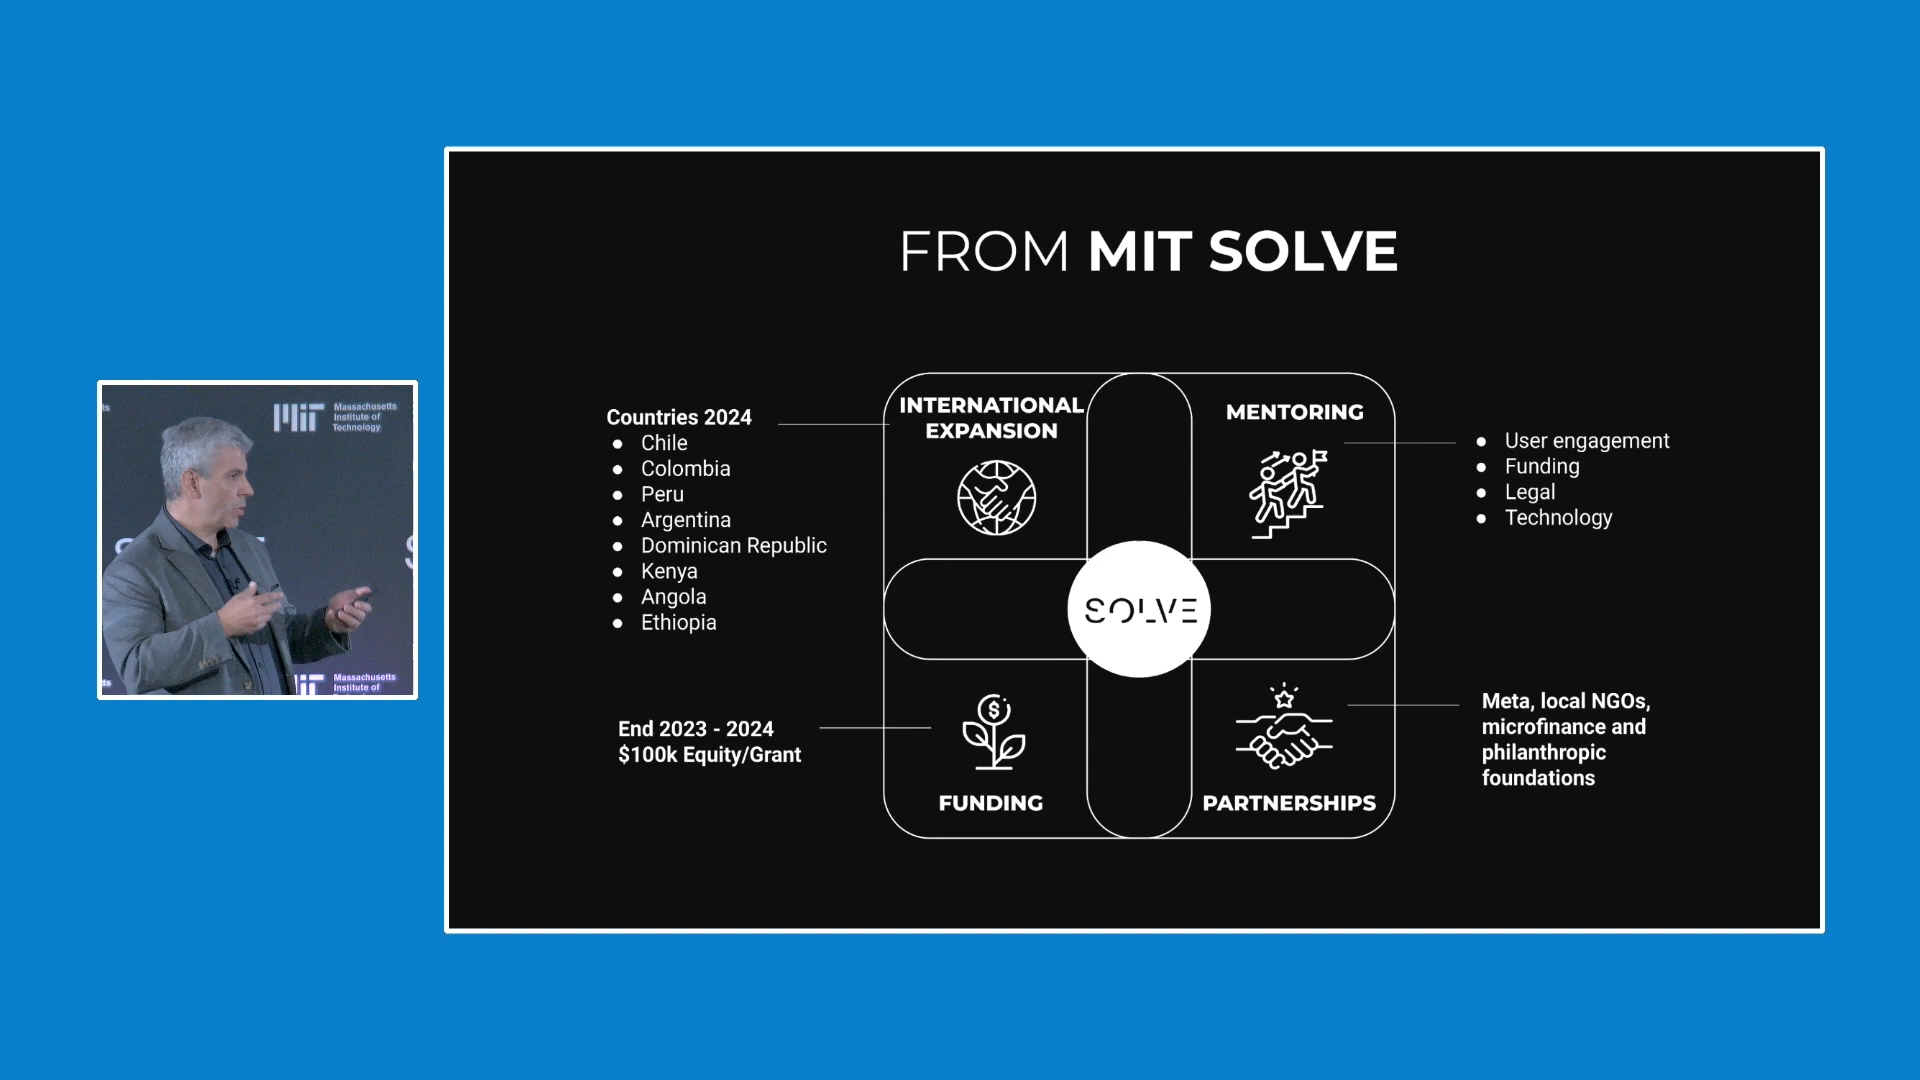 FROM MIT SOLVE
Countries 2024
● Chile
● Colombia
● Peru
● Argentina
● Dominican Republic
● Kenya
● Angola
● Ethiopia
INTERNATIONAL
EXPANSION
MENTORING
● User engagement
● Funding
● Legal
● Technology
SOLVE
End 2023 - 2024
$100k Equity/Grant
FUNDING
PARTNERSHIPS
Meta, local NGOs,
microfinance and
philanthropic
foundations
MIT
Massachusetts
Institute of
Technology
Massachusetts
Institute of